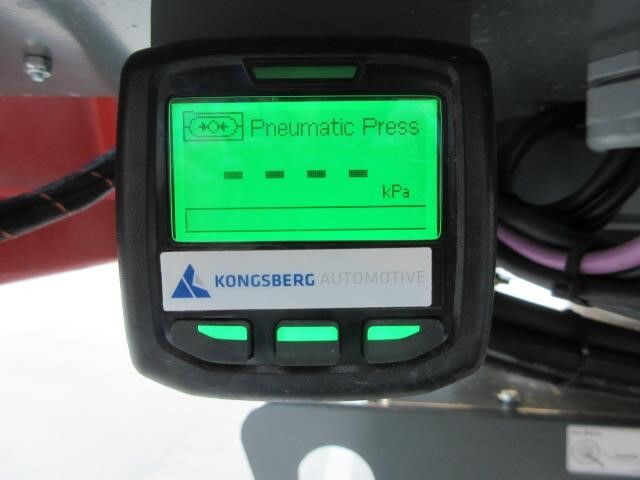 Pneumatic Press
- - - -
kPa
KONGSBERG AUTOMOTIVE